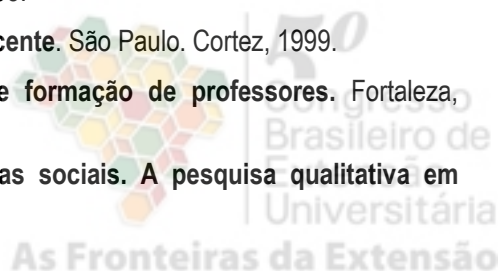 cente. São Paulo. Cortez, 1999.
e formação de professores. Fortaleza,
as sociais. A pesquisa qualitativa em
5º
Congresso
Brasileiro de
Extensão
Universitária
As Fronteiras da Extensão